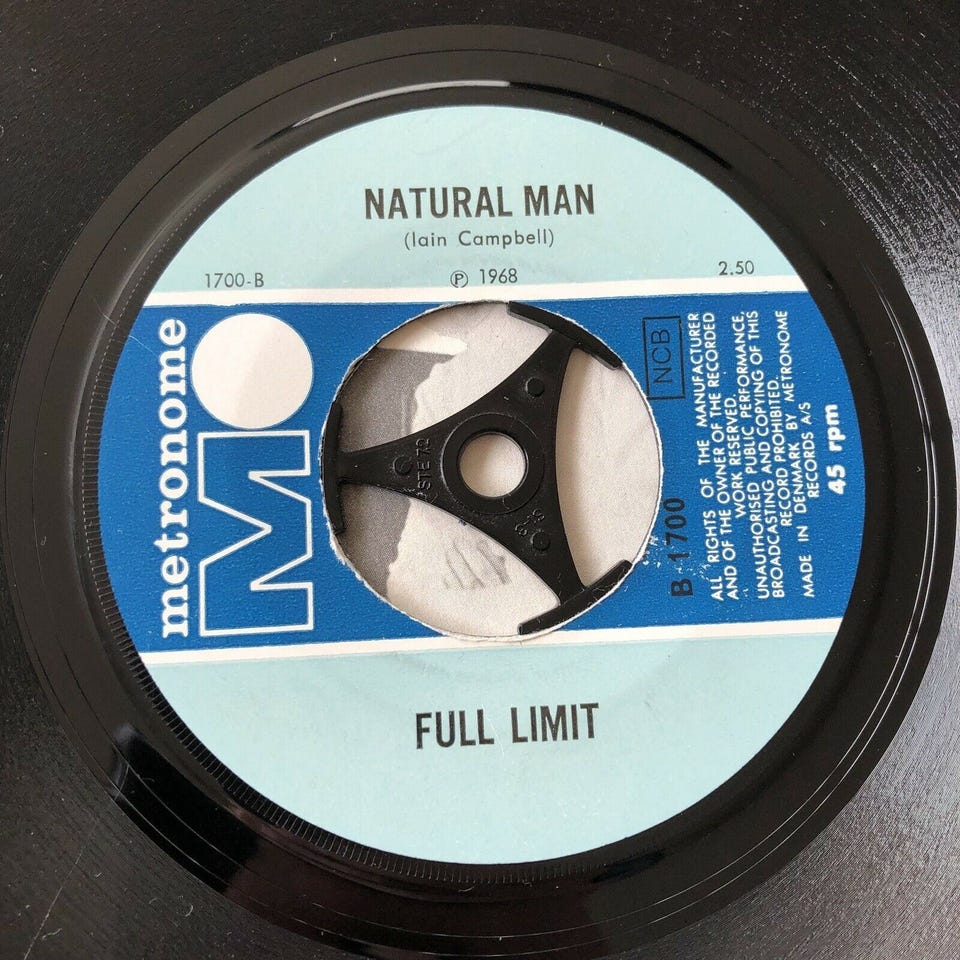 NATURAL MAN
(Iain Campbell)
1700-B
℗ 1968
2.50
metronome
M
NCB
B 1700
ALL RIGHTS OF THE MANUFACTURER
AND OF THE OWNER OF THE RECORDED
WORK RESERVED.
UNAUTHORISED PUBLIC PERFORMANCE,
BROADCASTING AND COPYING OF THIS
RECORD PROHIBITED.
MADE IN DENMARK BY METRONOME
RECORDS A/S
45 rpm
FULL LIMIT